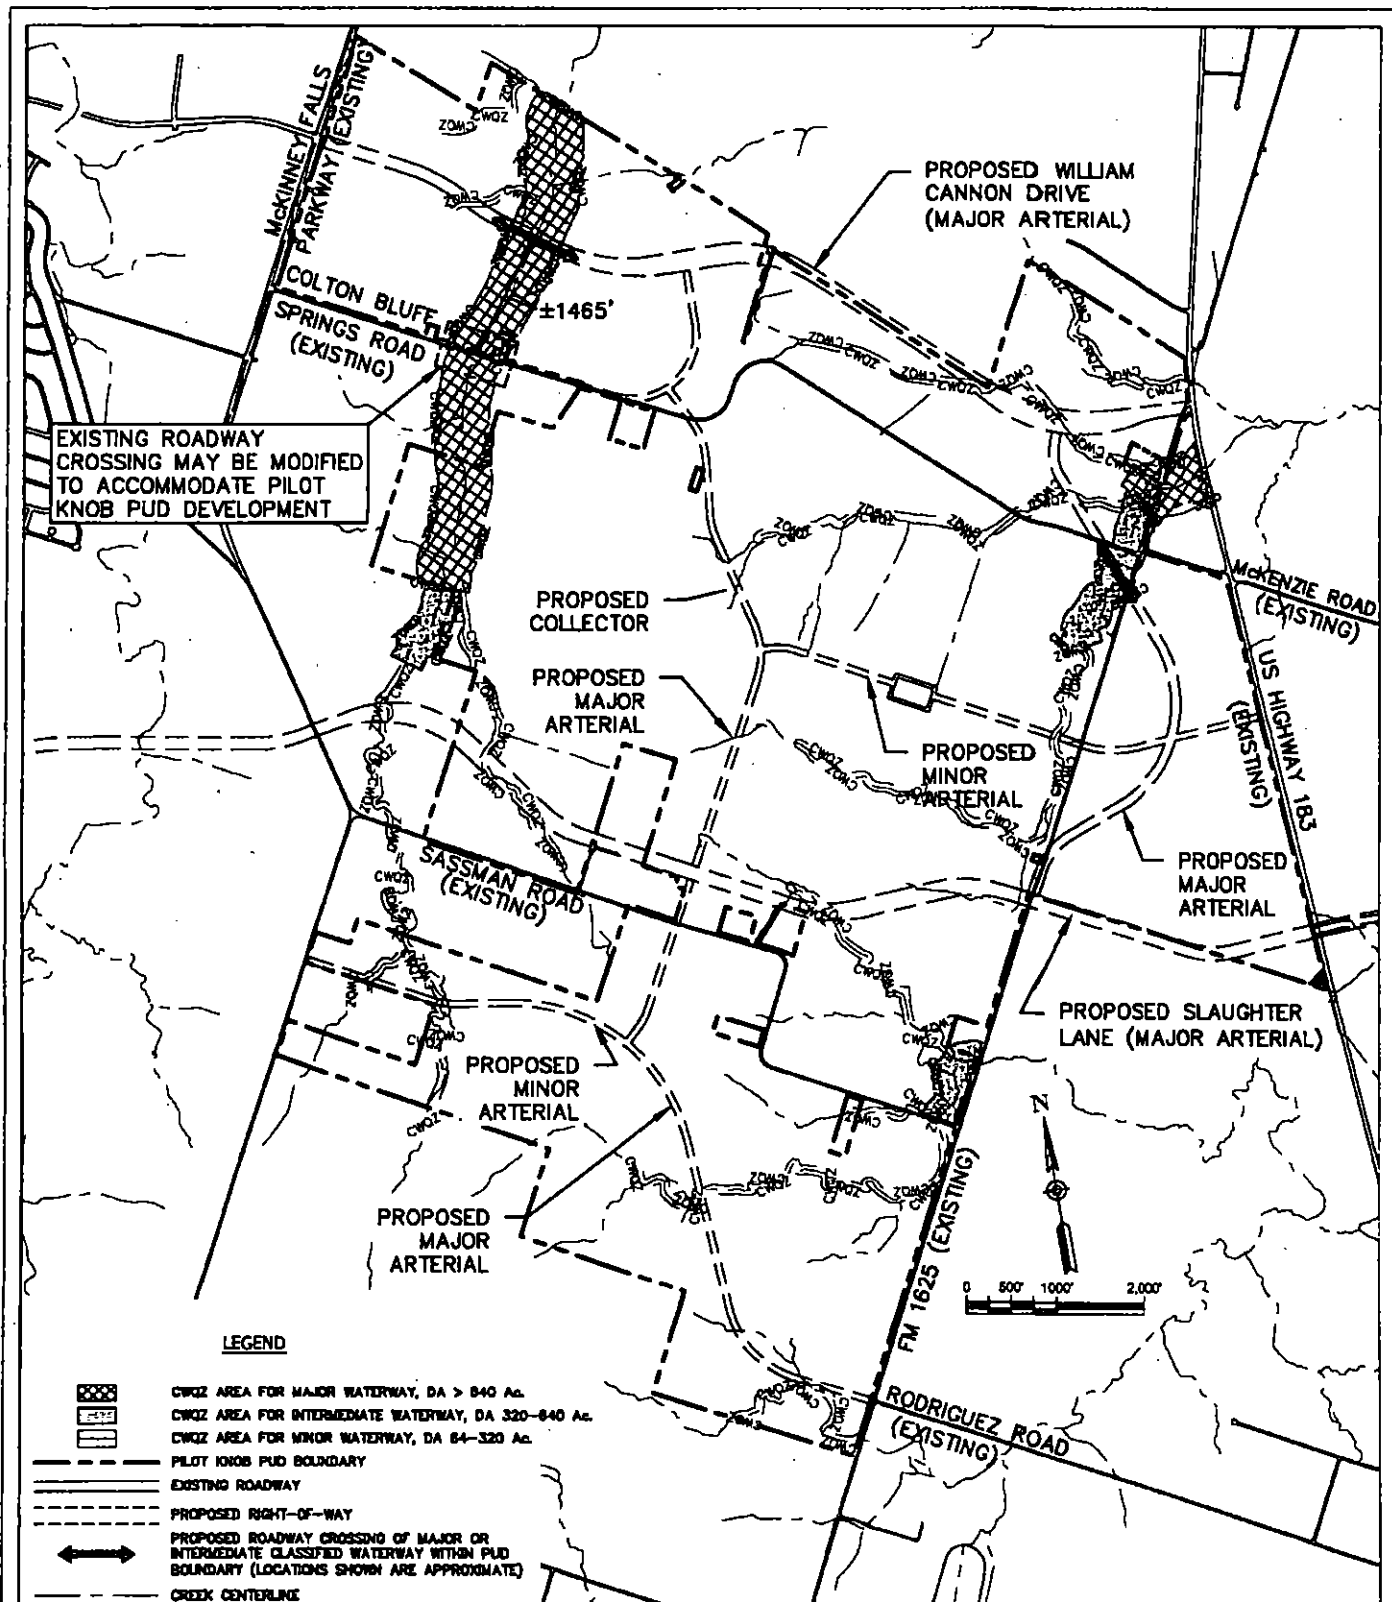 McKINNEY FALLS
PARKWAY (EXISTING)
PROPOSED WILLIAM
CANNON DRIVE
(MAJOR ARTERIAL)
COLTON BLUFF
SPRINGS ROAD
(EXISTING)
±1465'
EXISTING ROADWAY
CROSSING MAY BE MODIFIED
TO ACCOMMODATE PILOT
KNOB PUD DEVELOPMENT
PROPOSED
COLLECTOR
McKENZIE ROAD
(EXISTING)
PROPOSED
MAJOR
ARTERIAL
PROPOSED
MINOR
ARTERIAL
US HIGHWAY 183
(EXISTING)
SASSMAN ROAD
(EXISTING)
PROPOSED
MAJOR
ARTERIAL
PROPOSED SLAUGHTER
LANE (MAJOR ARTERIAL)
PROPOSED
MINOR
ARTERIAL
PROPOSED
MAJOR
ARTERIAL
FM 1625 (EXISTING)
N
0 500' 1000' 2,000'
RODRIGUEZ ROAD
(EXISTING)
CWQZ
LEGEND
CWQZ AREA FOR MAJOR WATERWAY, DA > 640 Ac.
CWQZ AREA FOR INTERMEDIATE WATERWAY, DA 320-640 Ac.
CWQZ AREA FOR MINOR WATERWAY, DA 64-320 Ac.
PILOT KNOB PUD BOUNDARY
EXISTING ROADWAY
PROPOSED RIGHT-OF-WAY
PROPOSED ROADWAY CROSSING OF MAJOR OR
INTERMEDIATE CLASSIFIED WATERWAY WITHIN PUD
BOUNDARY (LOCATIONS SHOWN ARE APPROXIMATE)
CREEK CENTERLINE